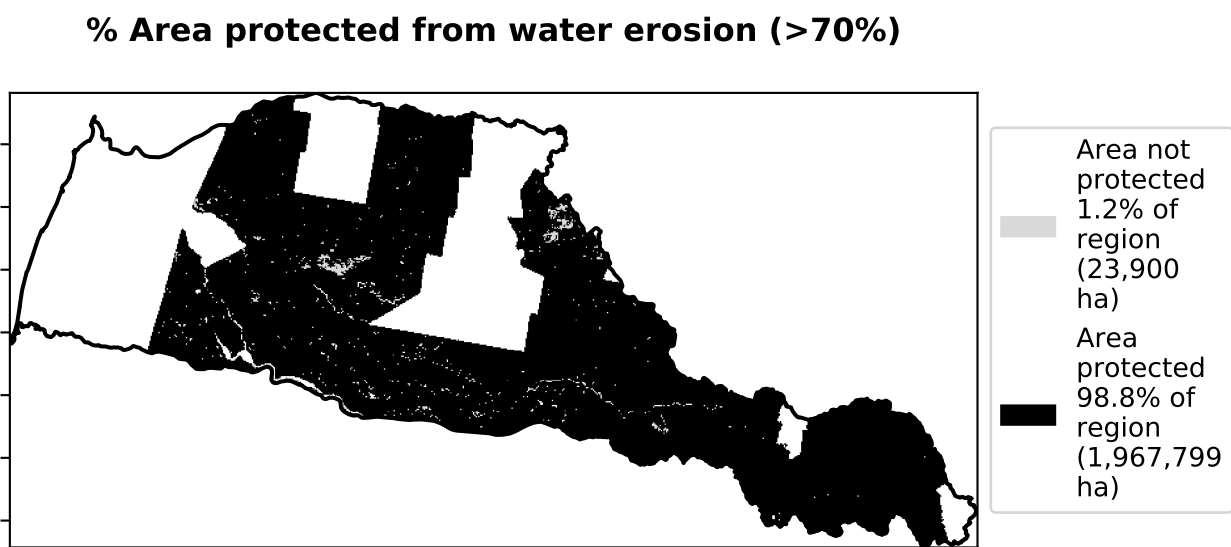 % Area protected from water erosion (>70%)
Area not
protected
1.2% of
region
(23,900
ha)
Area
protected
98.8% of
region
(1,967,799
ha)